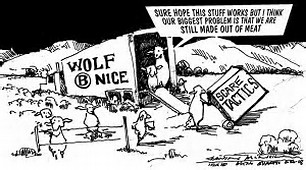 SURE HOPE THIS STUFF WORKS BUT I THINK
OUR BIGGEST PROBLEM IS THAT WE ARE
STILL MADE OUT OF MEAT
WOLF
B NICE
SCARE
TACTICS